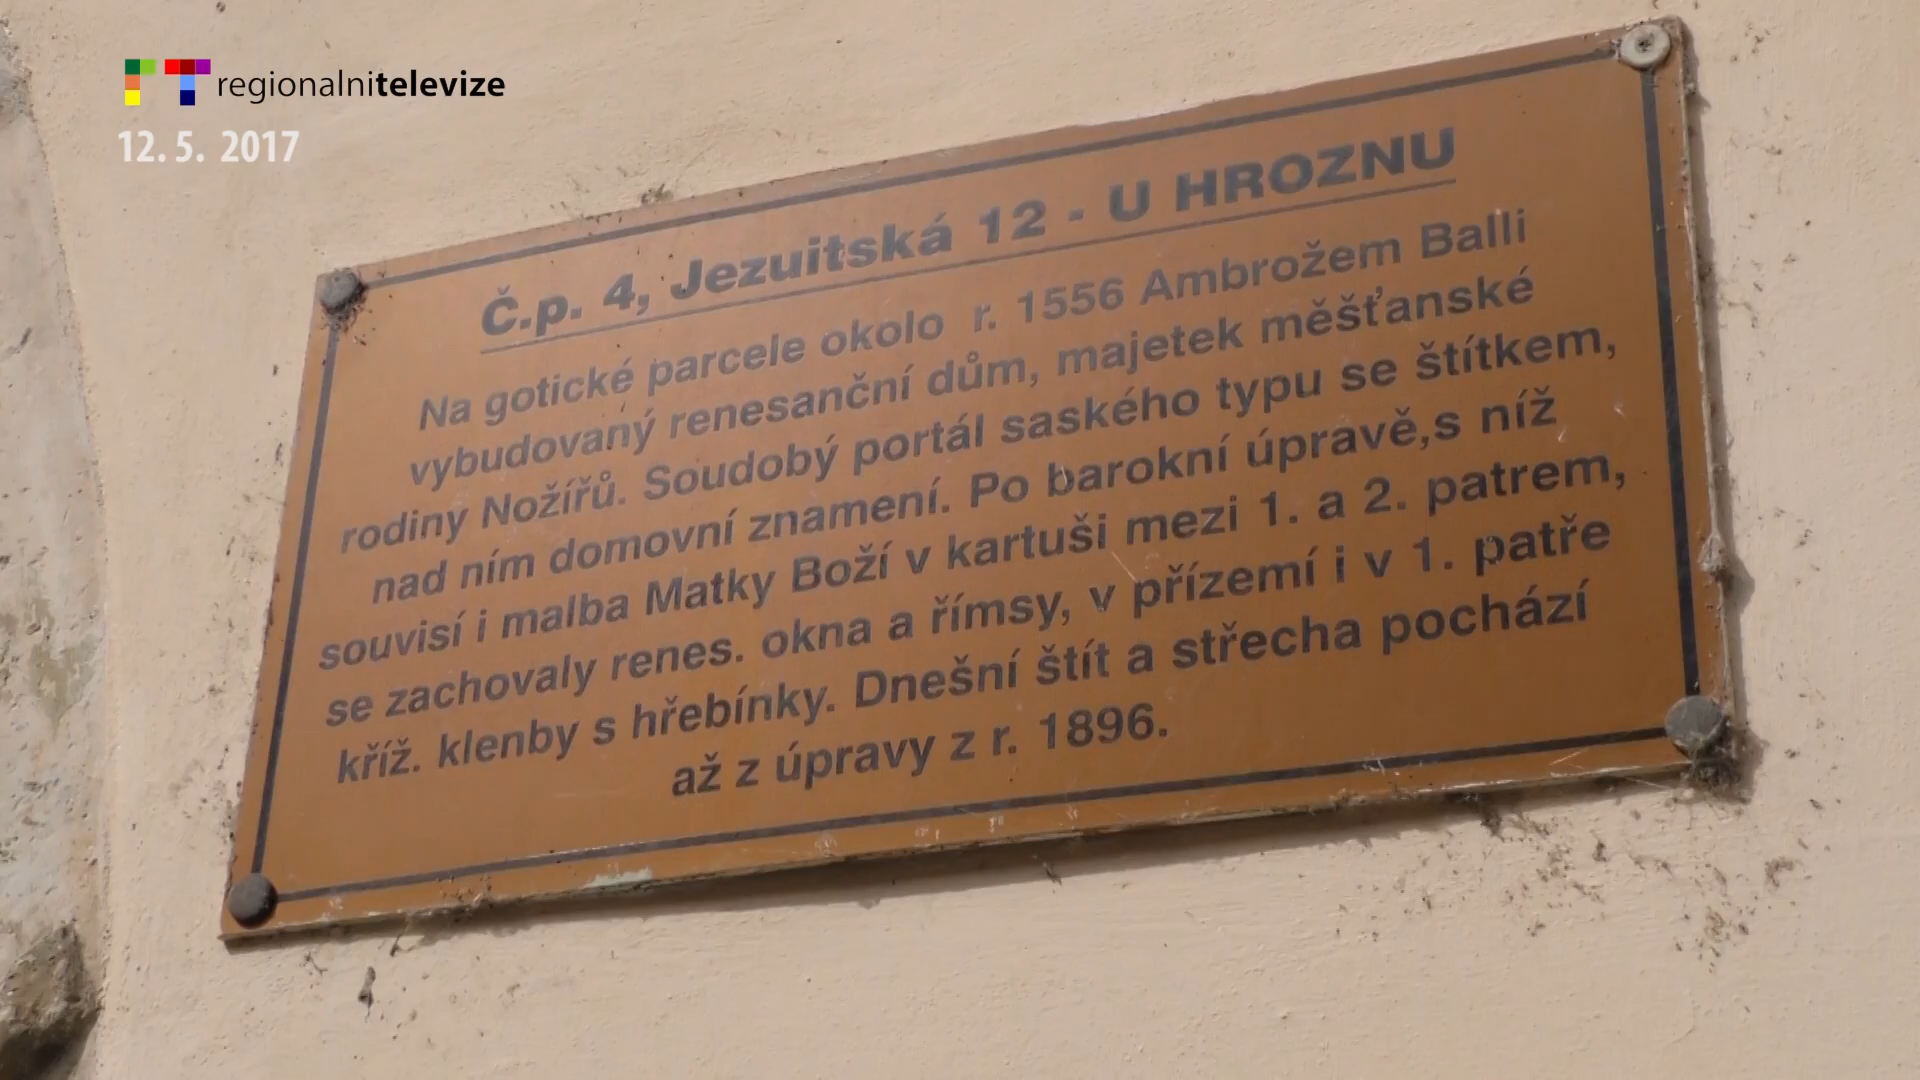 regionalnitelevize
12. 5. 2017
Č.p. 4, Jezuitská 12 - U HROZNU
Na gotické parcele okolo r. 1556 Ambrožem Balli
vybudovaný renesanční dům, majetek měšťanské
rodiny Nožířů. Soudobý portál saského typu se štítkem,
nad ním domovní znamení. Po barokní úpravě,s níž
souvisí i malba Matky Boží v kartuši mezi 1. a 2. patrem,
se zachovaly renes. okna a římsy, v přízemí i v 1. patře
kříž. klenby s hřebínky. Dnešní štít a střecha pochází
až z úpravy z r. 1896.